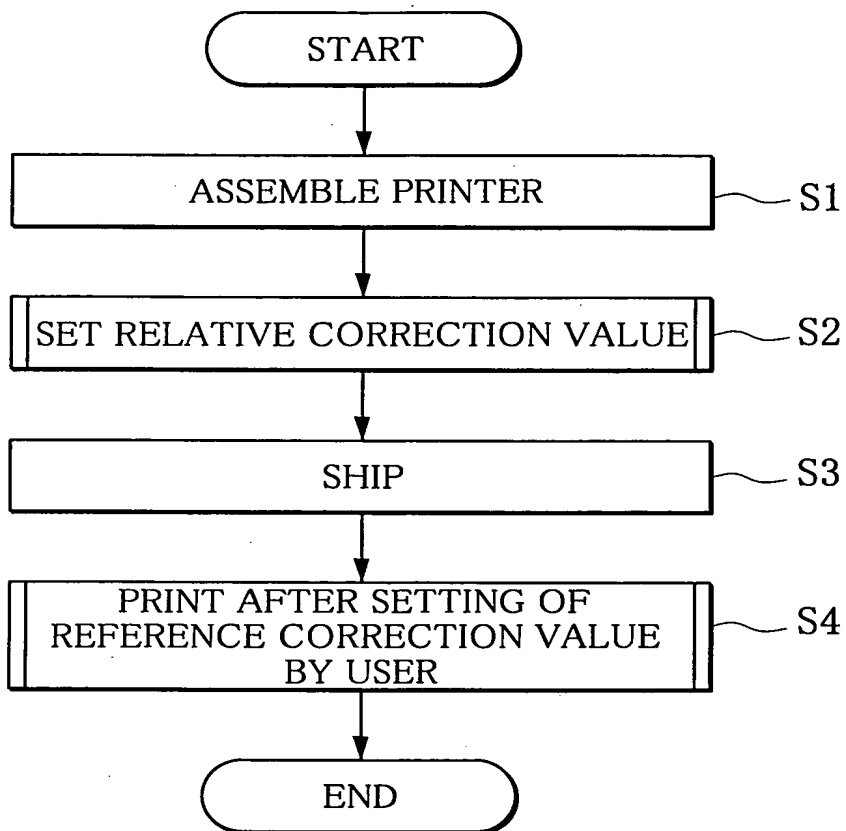 START
ASSEMBLE PRINTER
S1
SET RELATIVE CORRECTION VALUE
S2
SHIP
S3
PRINT AFTER SETTING OF
REFERENCE CORRECTION VALUE
BY USER
S4
END